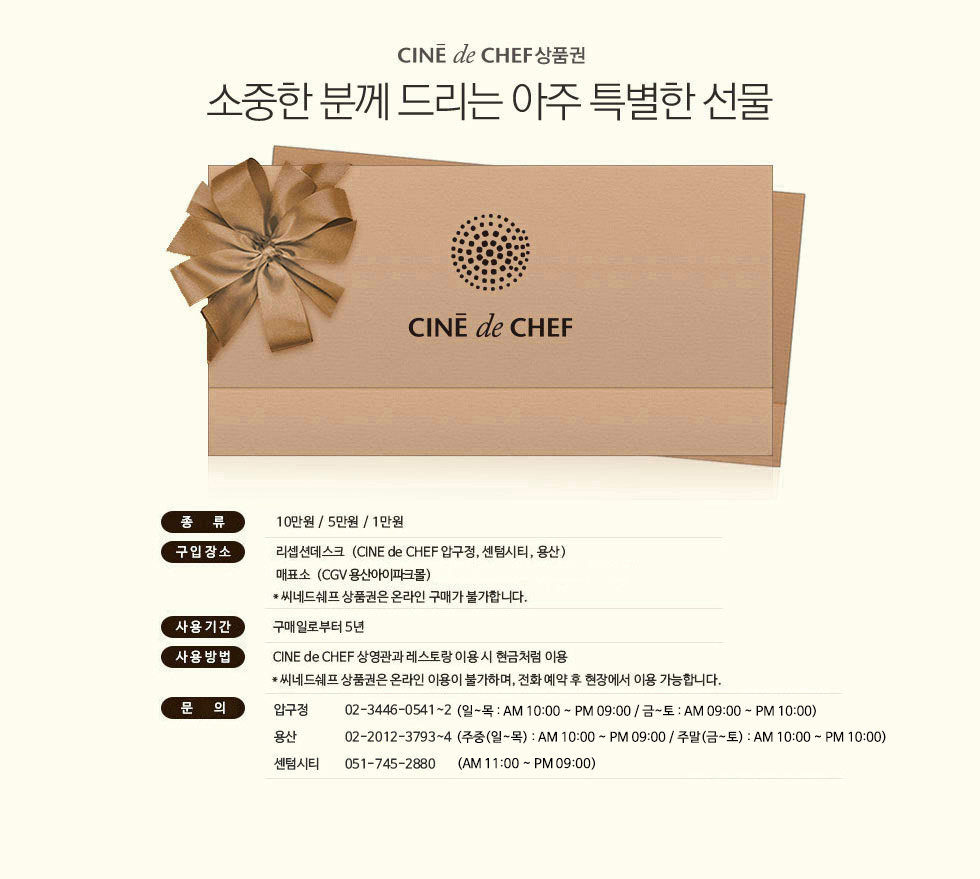 CINĒ de CHEF상품권
소중한 분께 드리는 아주 특별한 선물
CINĒ de CHEF
종 류 10만원 / 5만원 / 1만원
구입장소 리셉션데스크 (CINE de CHEF 압구정, 센텀시티, 용산)
매표소 (CGV 용산아이파크몰)
* 씨네드쉐프 상품권은 온라인 구매가 불가합니다.
사용기간 구매일로부터 5년
사용방법 CINE de CHEF 상영관과 레스토랑 이용 시 현금처럼 이용
* 씨네드쉐프 상품권은 온라인 이용이 불가하며, 전화 예약 후 현장에서 이용 가능합니다.
문 의 압구정 02-3446-0541~2 (일~목 : AM 10:00 ~ PM 09:00 / 금~토 : AM 09:00 ~ PM 10:00)
용산 02-2012-3793~4 (주중(일~목) : AM 10:00 ~ PM 09:00 / 주말(금~토) : AM 10:00 ~ PM 10:00)
센텀시티 051-745-2880 (AM 11:00 ~ PM 09:00)